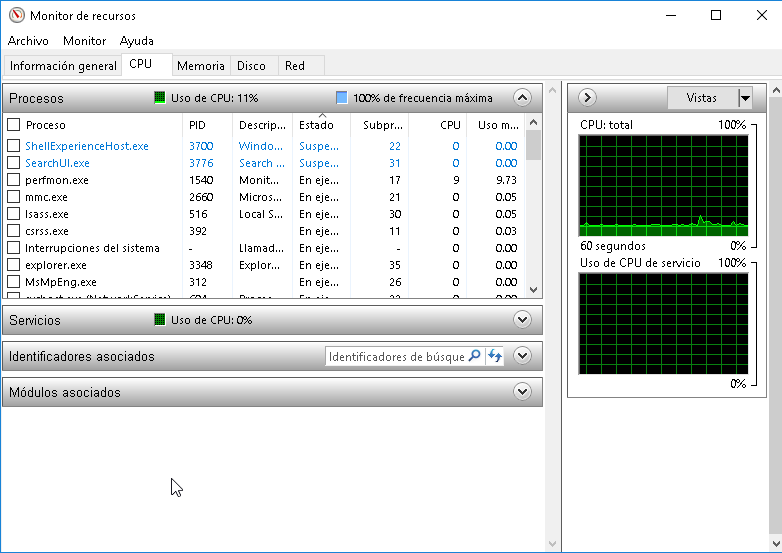 Monitor de recursos
Archivo Monitor Ayuda
Información general CPU Memoria Disco Red
Procesos Uso de CPU: 11% 100% de frecuencia máxima
Proceso PID Descrip... Estado Subpr... CPU Uso m...
ShellExperienceHost.exe 3700 Windo... Suspe... 22 0 0.00
SearchUI.exe 3776 Search ... Suspe... 31 0 0.00
perfmon.exe 1540 Monit... En eje... 17 9 9.73
mmc.exe 2660 Micros... En eje... 21 0 0.05
lsass.exe 516 Local S... En eje... 30 0 0.05
csrss.exe 392 En eje... 11 0 0.03
Interrupciones del sistema - Llamad... En eje... - 0 0.00
explorer.exe 3348 Explor... En eje... 35 0 0.00
MsMpEng.exe 312 En eje... 26 0 0.00
Servicios Uso de CPU: 0%
Identificadores asociados Identificadores de búsque
Módulos asociados
Vistas
CPU: total 100%
60 segundos 0%
Uso de CPU de servicio 100%
0%